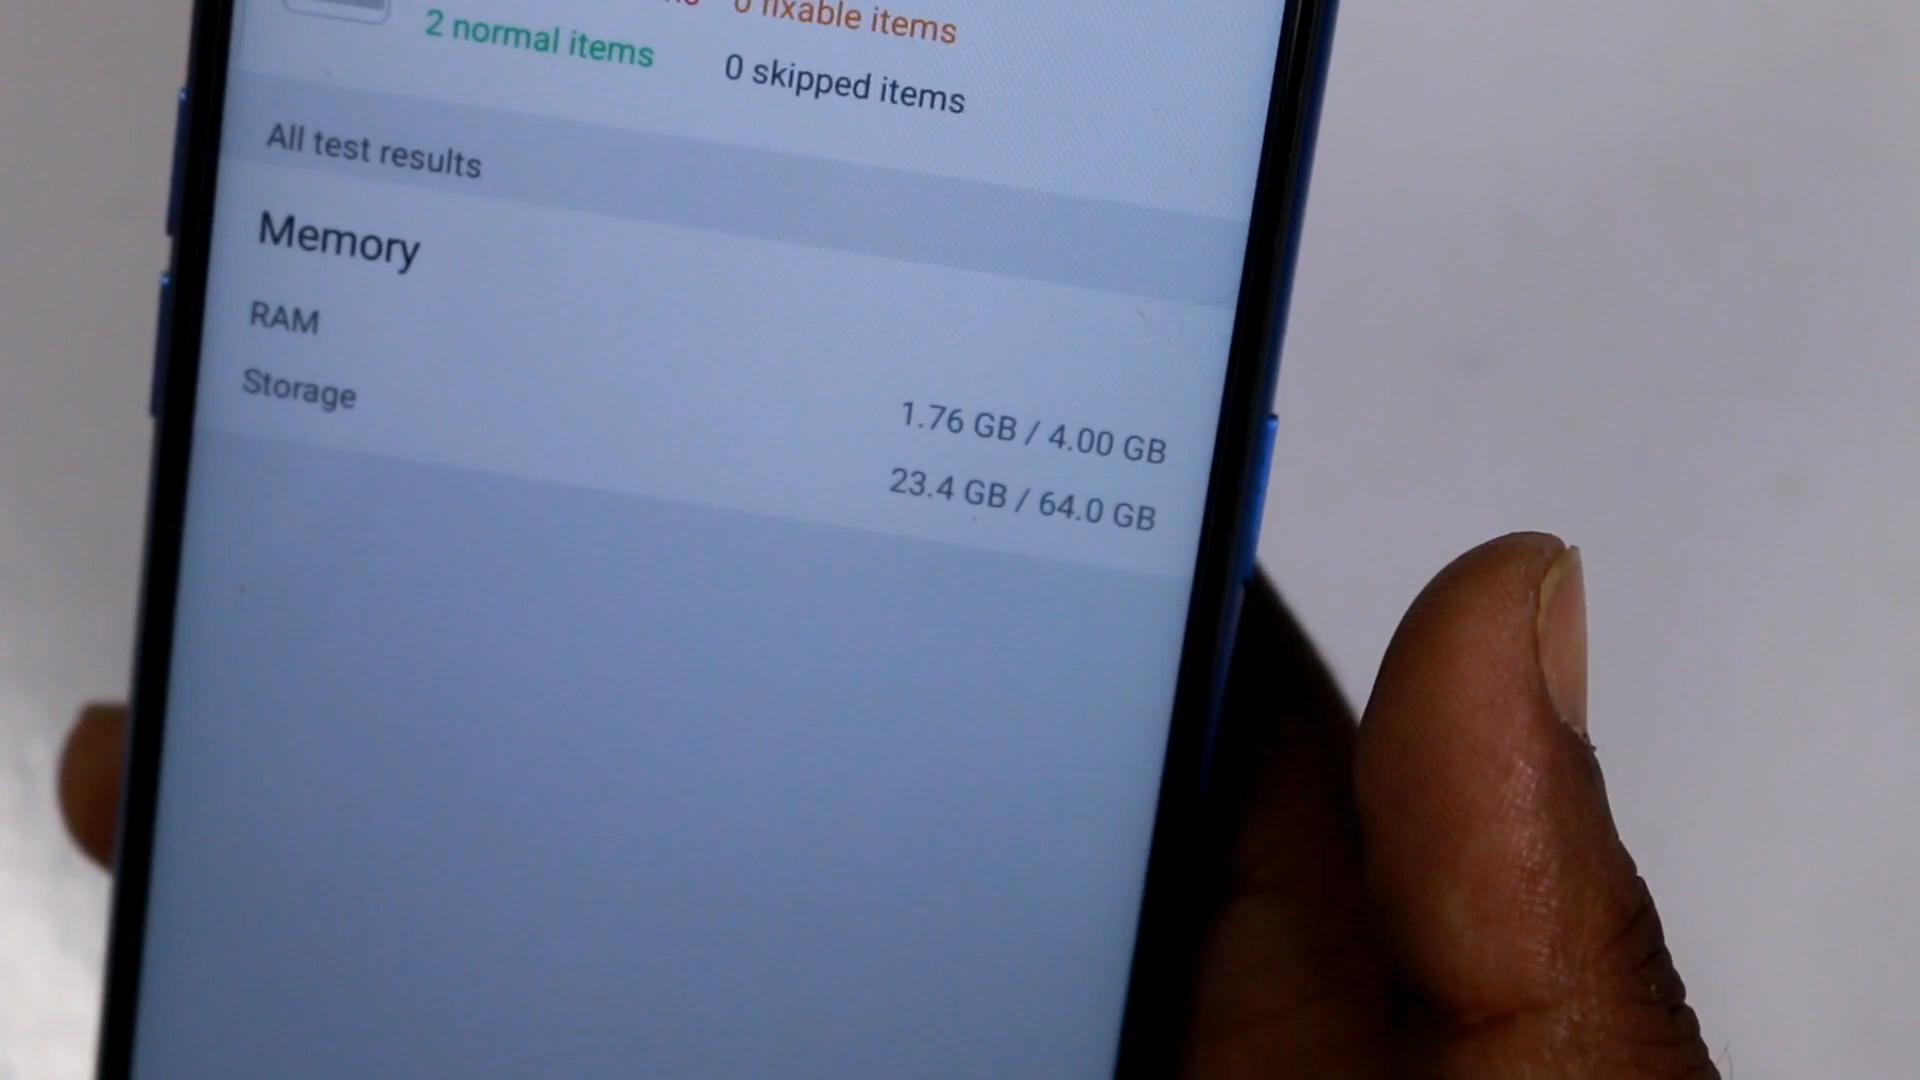 0 fixable items
2 normal items
0 skipped items
All test results
Memory
RAM
1.76 GB / 4.00 GB
Storage
23.4 GB / 64.0 GB